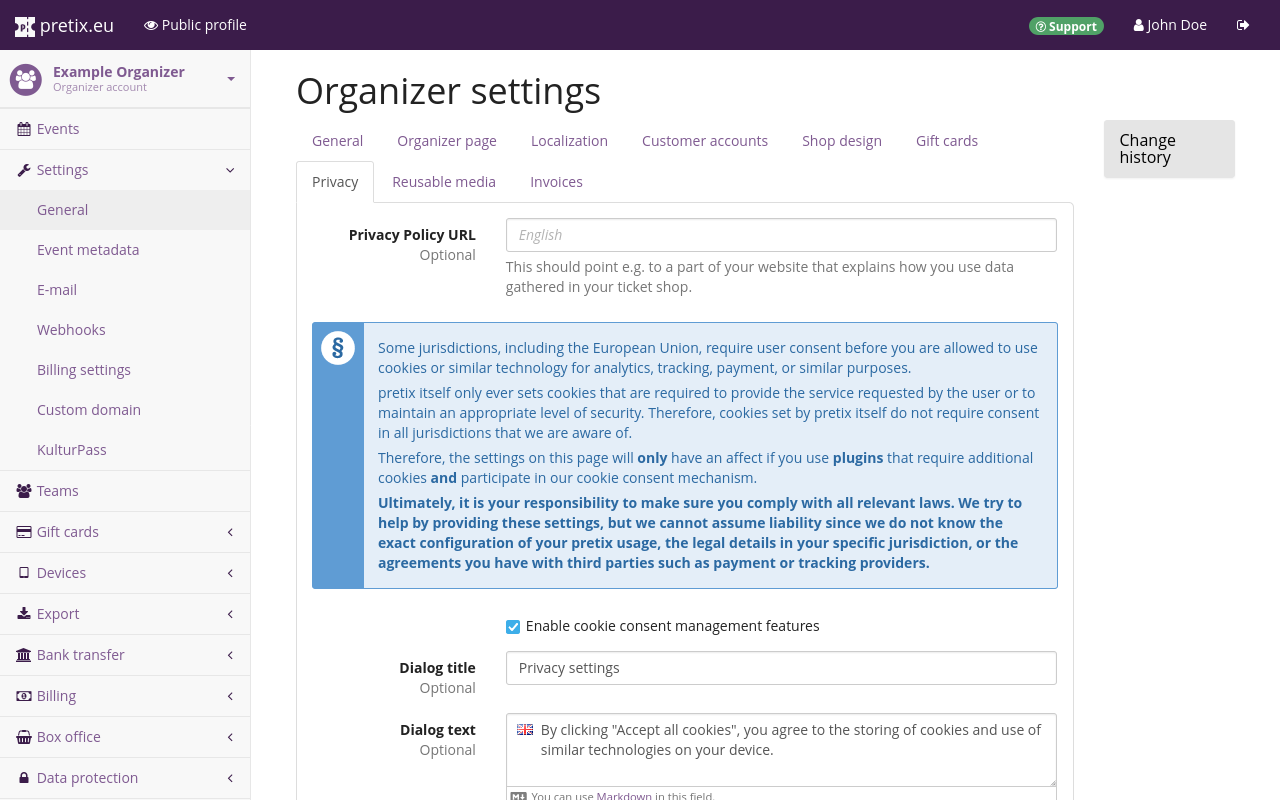 pretix.eu
Public profile
Support
John Doe
Example Organizer
Organizer account
Events
Settings
General
Event metadata
E-mail
Webhooks
Billing settings
Custom domain
KulturPass
Teams
Gift cards
Devices
Export
Bank transfer
Billing
Box office
Data protection
Organizer settings
General
Organizer page
Localization
Customer accounts
Shop design
Gift cards
Privacy
Reusable media
Invoices
Change
history
Privacy Policy URL
Optional
English
This should point e.g. to a part of your website that explains how you use data
gathered in your ticket shop.
§
Some jurisdictions, including the European Union, require user consent before you are allowed to use
cookies or similar technology for analytics, tracking, payment, or similar purposes.
pretix itself only ever sets cookies that are required to provide the service requested by the user or to
maintain an appropriate level of security. Therefore, cookies set by pretix itself do not require consent
in all jurisdictions that we are aware of.
Therefore, the settings on this page will only have an affect if you use plugins that require additional
cookies and participate in our cookie consent mechanism.
Ultimately, it is your responsibility to make sure you comply with all relevant laws. We try to
help by providing these settings, but we cannot assume liability since we do not know the
exact configuration of your pretix usage, the legal details in your specific jurisdiction, or the
agreements you have with third parties such as payment or tracking providers.
Enable cookie consent management features
Dialog title
Optional
Privacy settings
Dialog text
Optional
By clicking "Accept all cookies", you agree to the storing of cookies and use of
similar technologies on your device.
You can use Markdown in this field.